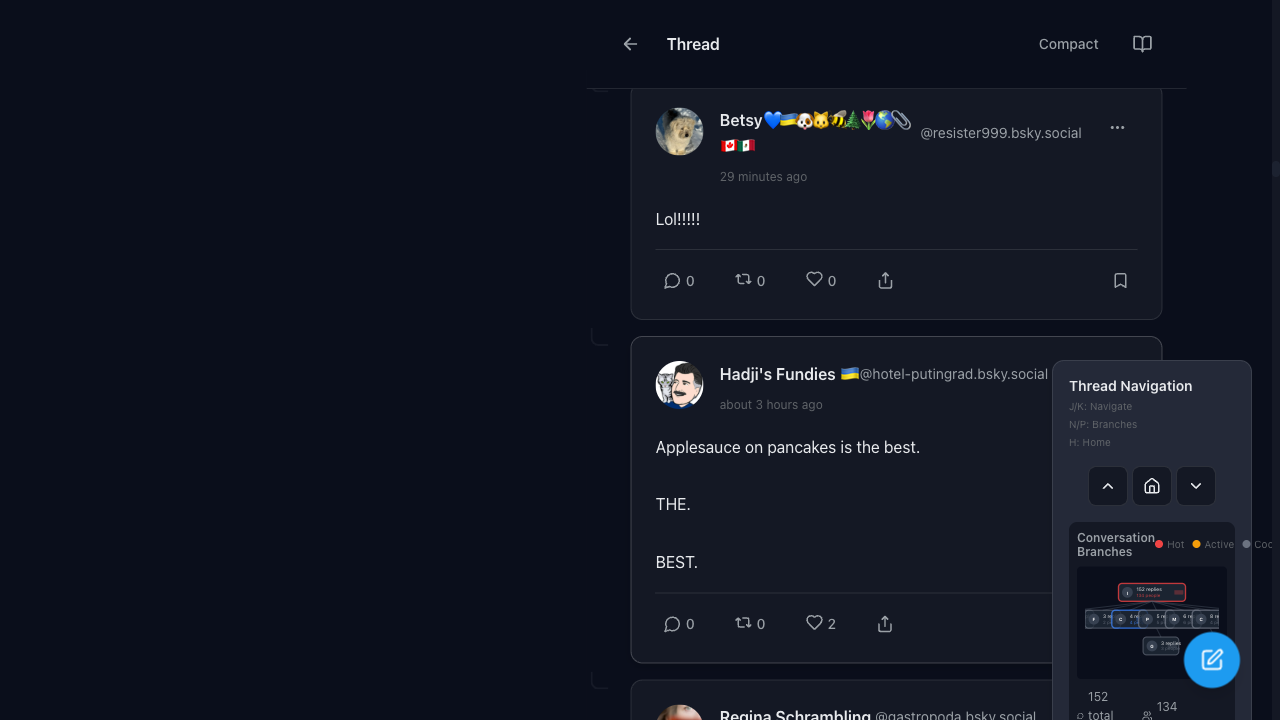 Thread
Compact
Betsy💙🇺🇦🐶🐱🐝🌲🌷🌎📎
🇨🇦🇲🇽
@resister999.bsky.social
29 minutes ago
Lol!!!!!
0 0 0
Hadji's Fundies 🇺🇦@hotel-putingrad.bsky.social
about 3 hours ago
Applesauce on pancakes is the best.
THE.
BEST.
0 0 2
Regina Schrambling @gastropoda.bsky.social
Thread Navigation
J/K: Navigate
N/P: Branches
H: Home
Conversation
Branches
Hot Active
152 replies
3 replies
152
total
134